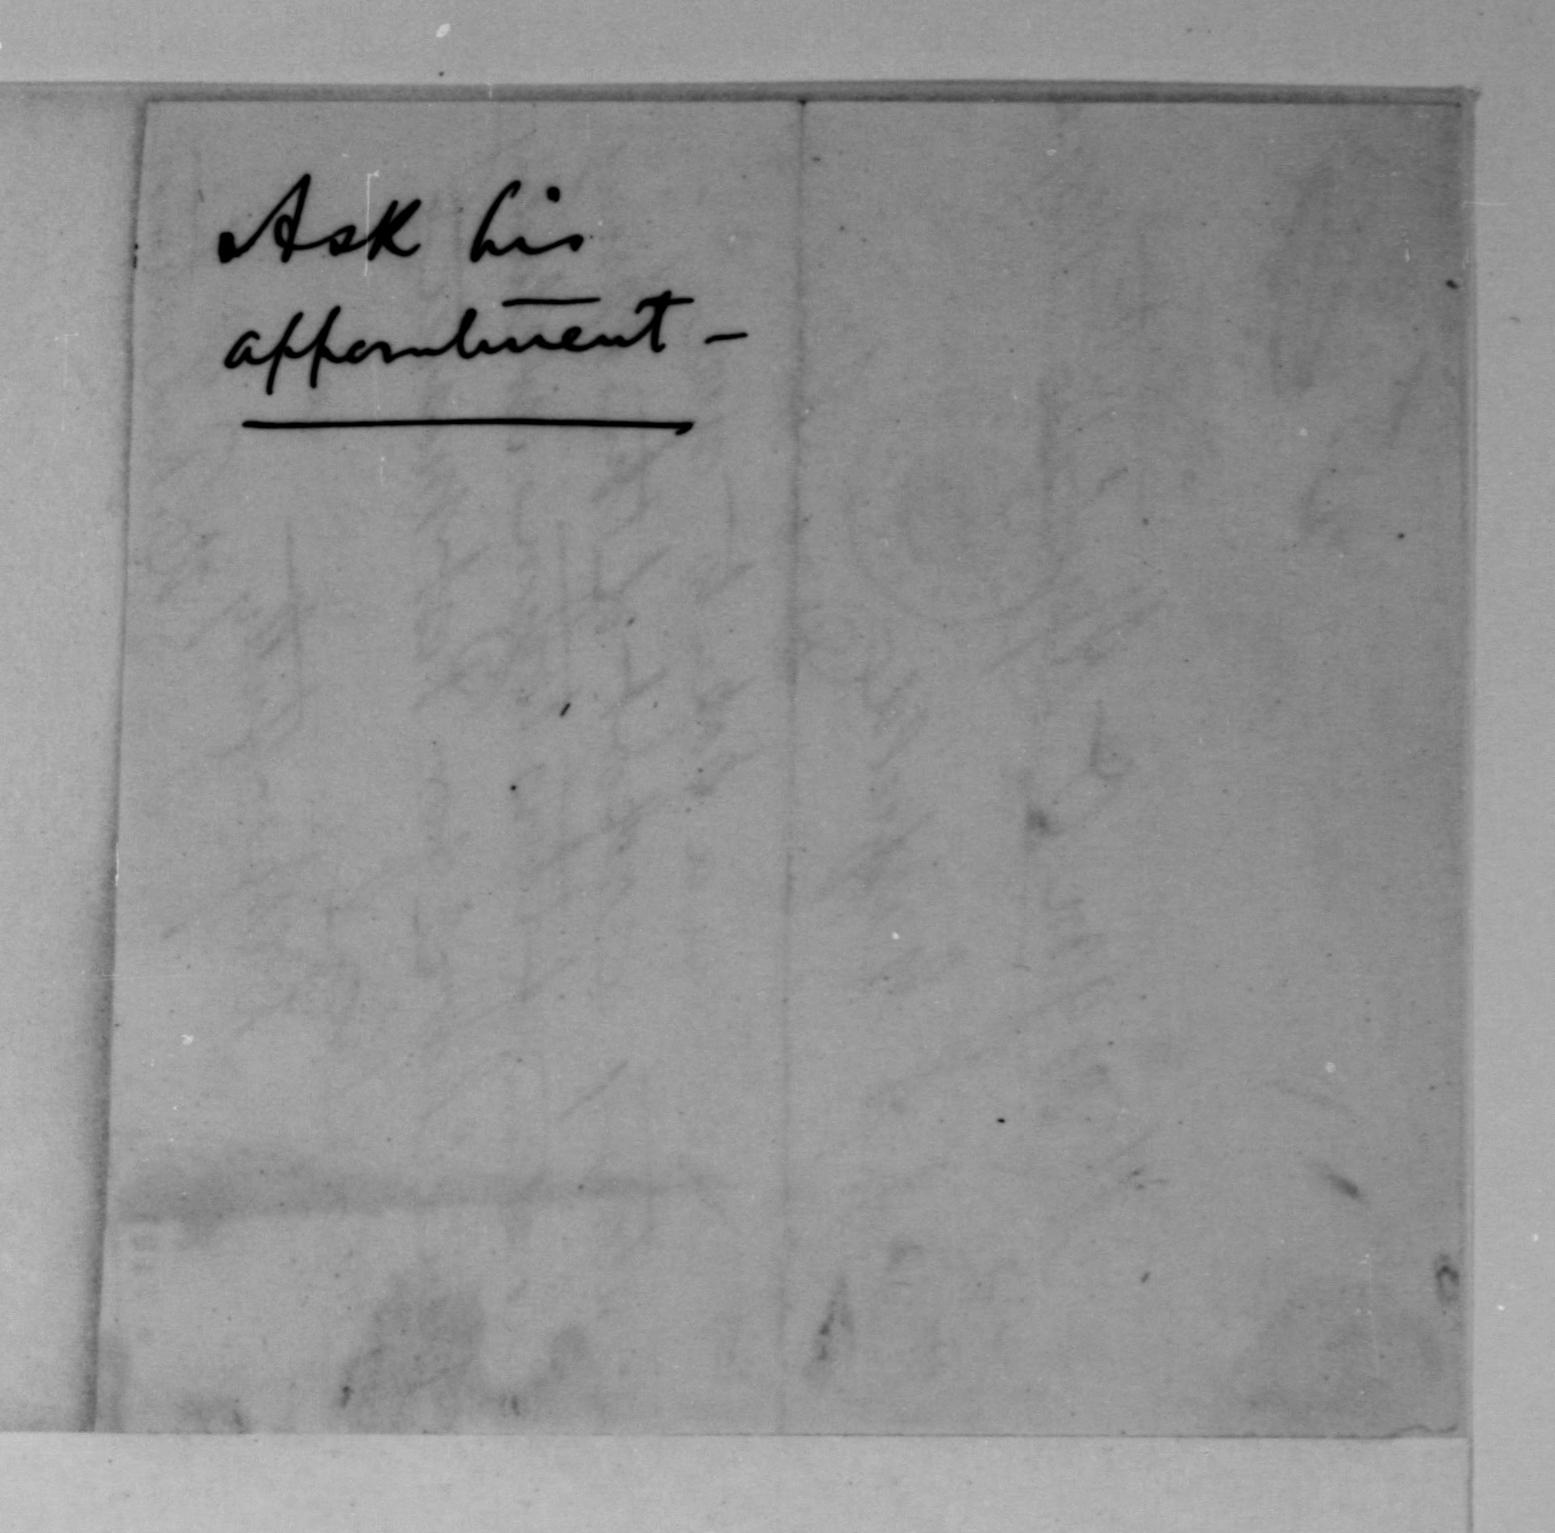 Ask his
appointment -